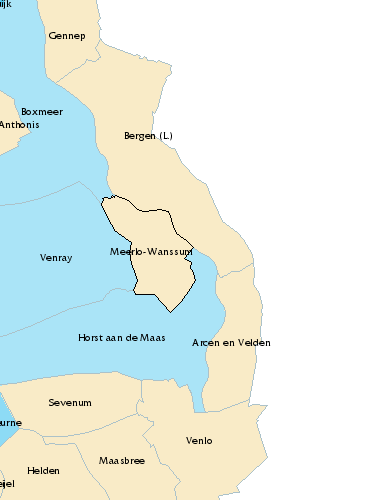 ijk
Gennep
Boxmeer
Anthonis
Bergen (L.)
Meerlo-Wanssum
Venray
Horst aan de Maas
Arcen en Velden
Sevenum
urne
Venlo
Maasbree
Helden
iel